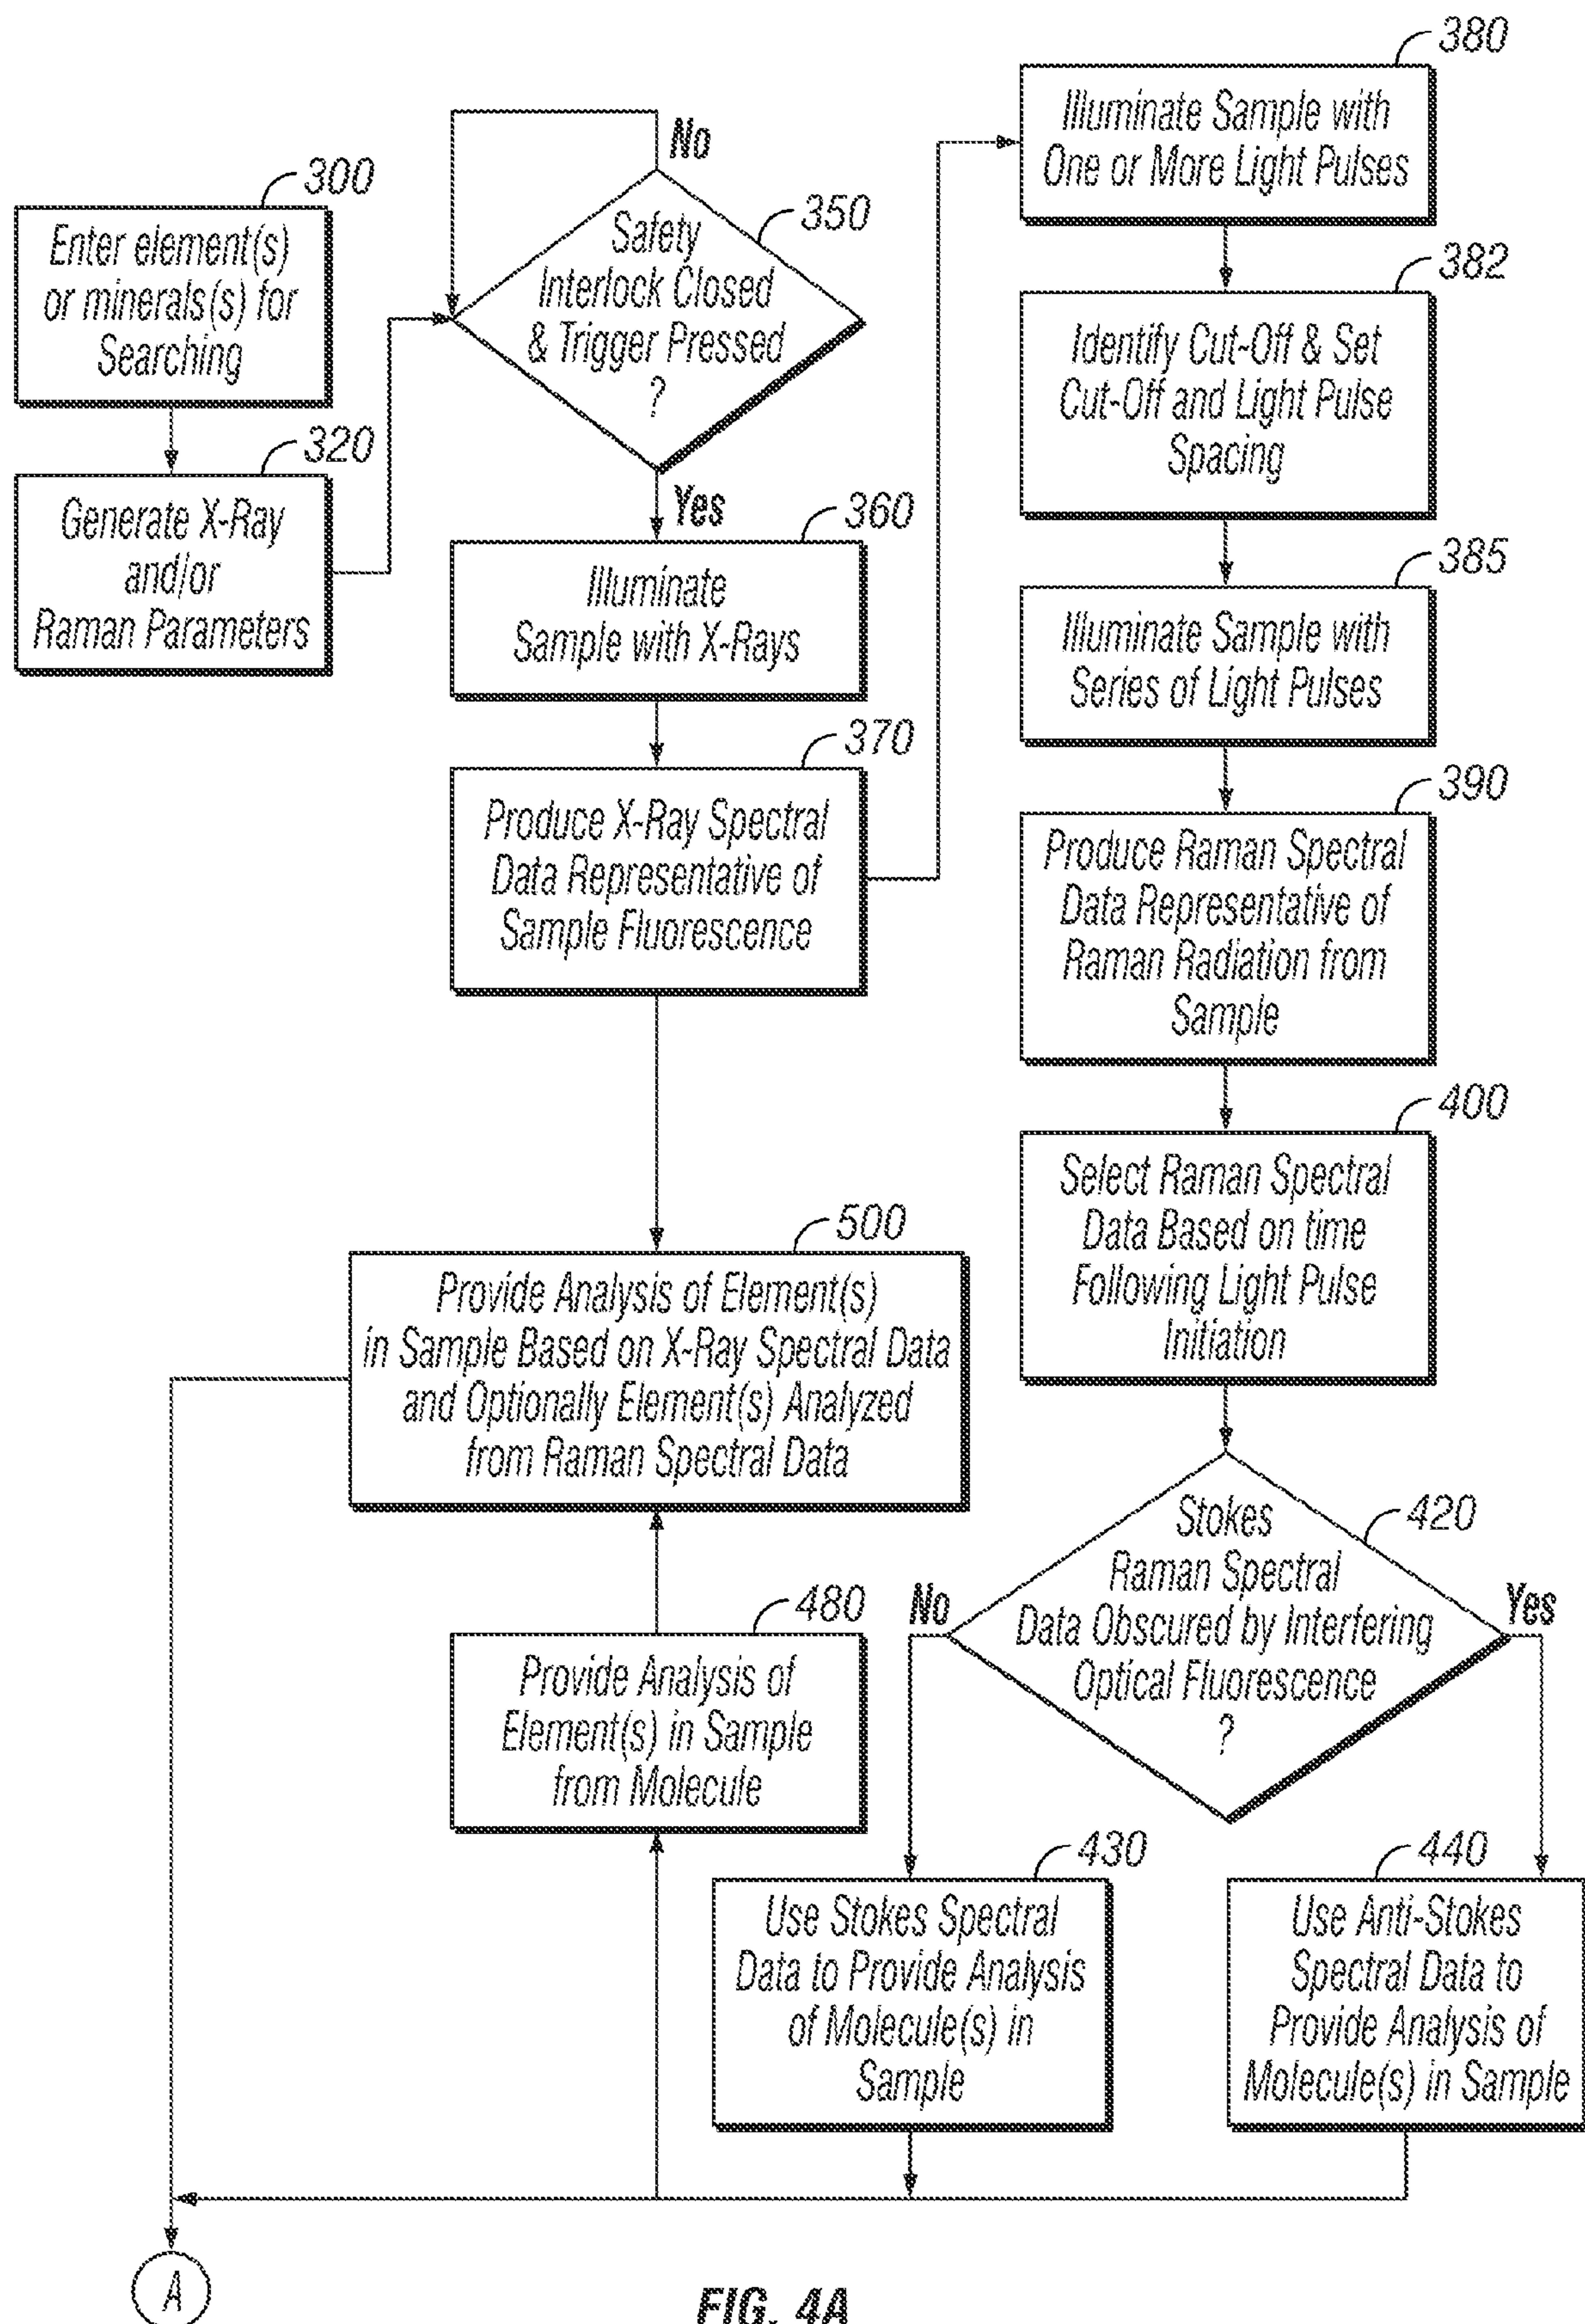 300
Enter element(s)
or minerals(s) for
Searching
320
Generate X-Ray
and/or
Raman Parameters
No
350
Safety
Interlock Closed
& Trigger Pressed
?
Yes
360
Illuminate
Sample with X-Rays
370
Produce X-Ray Spectral
Data Representative of
Sample Fluorescence
380
Illuminate Sample with
One or More Light Pulses
382
Identify Cut-Off & Set
Cut-Off and Light Pulse
Spacing
385
Illuminate Sample with
Series of Light Pulses
390
Produce Raman Spectral
Data Representative of
Raman Radiation from
Sample
400
Select Raman Spectral
Data Based on time
Following Light Pulse
Initiation
420
Stokes
Raman Spectral
Data Obscured by Interfering
Optical Fluorescence
?
No
Yes
430
Use Stokes Spectral
Data to Provide Analysis
of Molecule(s) in
Sample
440
Use Anti-Stokes
Spectral Data to
Provide Analysis of
Molecule(s) in Sample
480
Provide Analysis of
Element(s) in Sample
from Molecule
500
Provide Analysis of Element(s)
in Sample Based on X-Ray Spectral Data
and Optionally Element(s) Analyzed
from Raman Spectral Data
A
FIG. 4A